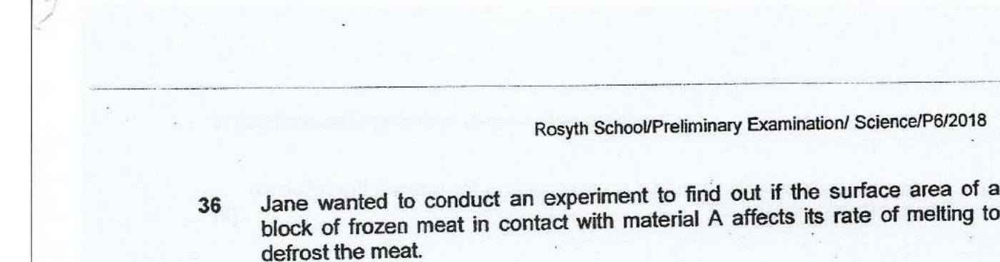 Rosyth School/Preliminary Examination/ Science/P6/2018
36 Jane wanted to conduct an experiment to find out if the surface area of a
block of frozen meat in contact with material A affects its rate of melting to
defrost the meat.